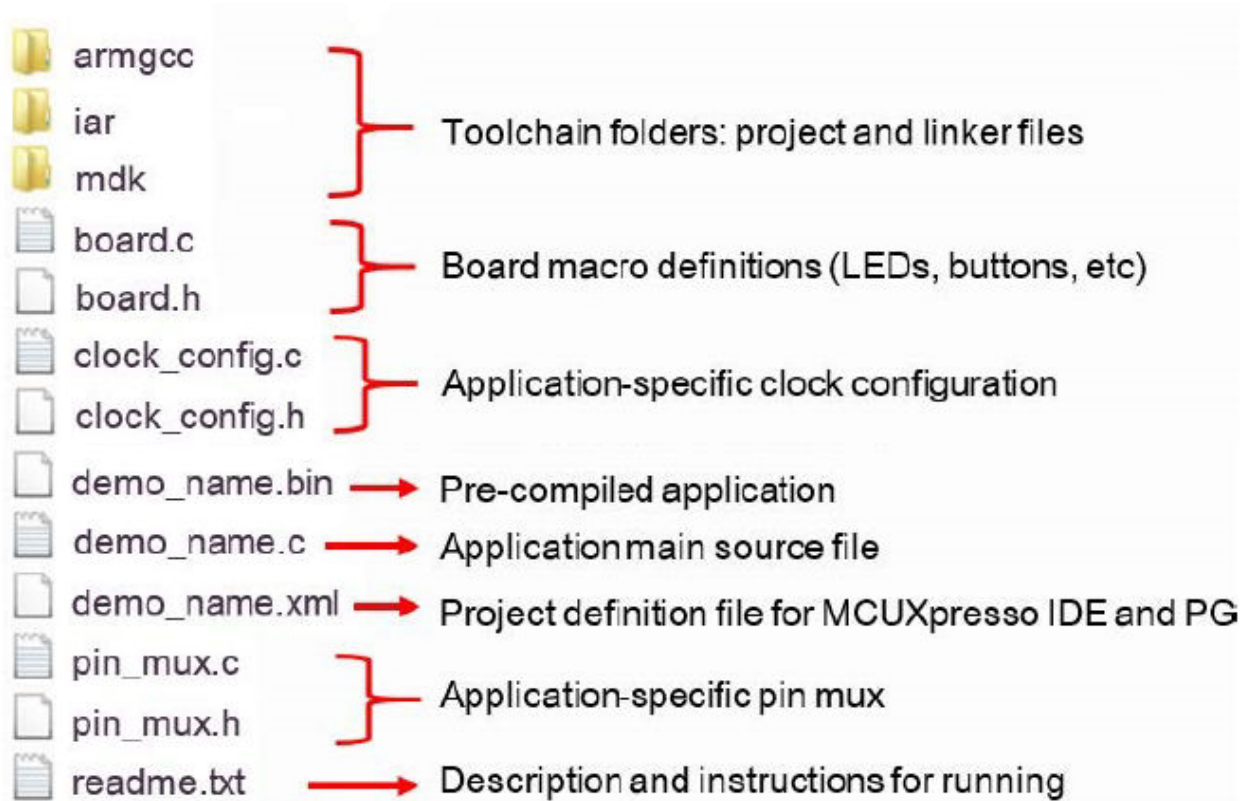 armgcc
iar
Toolchain folders: project and linker files
mdk
board.c
Board macro definitions (LEDs, buttons, etc)
board.h
clock_config.c
Application-specific clock configuration
clock_config.h
demo_name.bin Pre-compiled application
demo_name.c Application main source file
demo_name.xml Project definition file for MCUXpresso IDE and PG
pin_mux.c
Application-specific pin mux
pin_mux.h
readme.txt Description and instructions for running